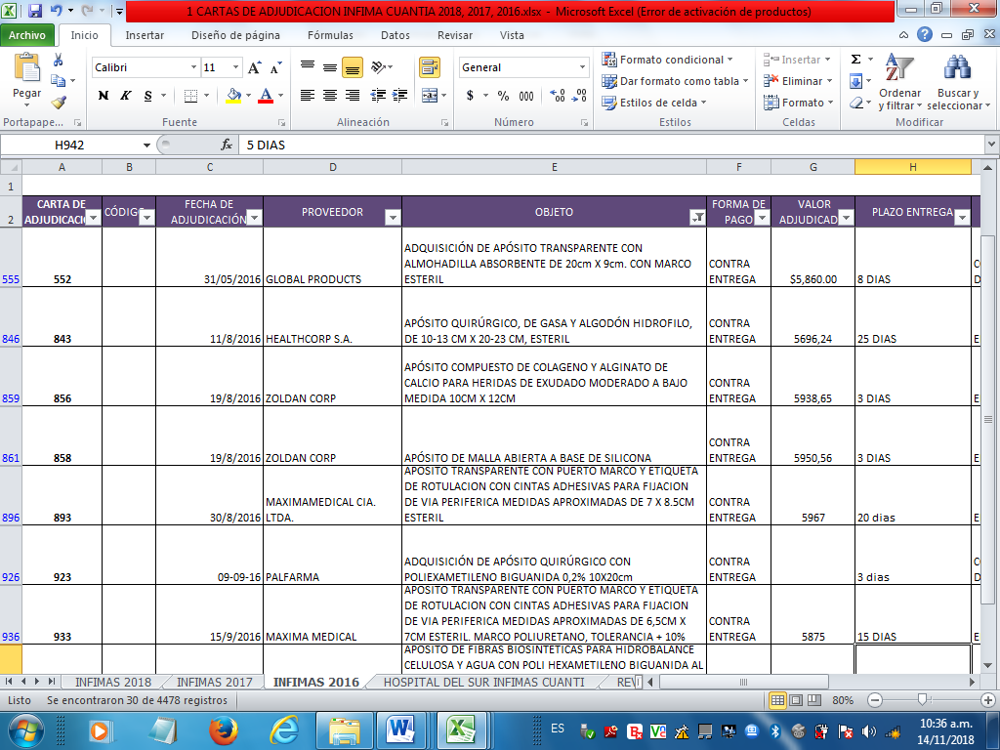 1 CARTAS DE ADJUDICACION INFIMA CUANTIA 2018, 2017, 2016.xlsx - Microsoft Excel (Error de activación de productos)
Archivo Inicio Insertar Diseño de página Fórmulas Datos Revisar Vista
Pegar
Calibri 11
N K S
General
$ % 000
Formato condicional
Dar formato como tabla
Estilos de celda
Insertar
Eliminar
Formato
Σ
Ordenar y filtrar
Buscar y seleccionar
Portapape... Fuente Alineación Número Estilos Celdas Modificar
H942 fx 5 DIAS
A B C D E F G H
1
2 CARTA DE ADJUDICACI CÓDIG FECHA DE ADJUDICACIÓN PROVEEDOR OBJETO FORMA DE PAGO VALOR ADJUDICAD PLAZO ENTREGA
ADQUISICIÓN DE APÓSITO TRANSPARENTE CON
ALMOHADILLA ABSORBENTE DE 20cm X 9cm. CON MARCO CONTRA
555 552 31/05/2016 GLOBAL PRODUCTS ESTERIL ENTREGA $5,860.00 8 DIAS
APÓSITO QUIRÚRGICO, DE GASA Y ALGODÓN HIDROFILO, CONTRA
846 843 11/8/2016 HEALTHCORP S.A. DE 10-13 CM X 20-23 CM, ESTERIL ENTREGA 5696,24 25 DIAS
APÓSITO COMPUESTO DE COLAGENO Y ALGINATO DE
CALCIO PARA HERIDAS DE EXUDADO MODERADO A BAJO CONTRA
859 856 19/8/2016 ZOLDAN CORP MEDIDA 10CM X 12CM ENTREGA 5938,65 3 DIAS
CONTRA
861 858 19/8/2016 ZOLDAN CORP APÓSITO DE MALLA ABIERTA A BASE DE SILICONA ENTREGA 5950,56 3 DIAS
APOSITO TRANSPARENTE CON PUERTO MARCO Y ETIQUETA
DE ROTULACION CON CINTAS ADHESIVAS PARA FIJACION
MAXIMAMEDICAL CIA. DE VIA PERIFERICA MEDIDAS APROXIMADAS DE 7 X 8.5CM CONTRA
896 893 30/8/2016 LTDA. ESTERIL ENTREGA 5967 20 dias
ADQUISICIÓN DE APÓSITO QUIRÚRGICO CON CONTRA
926 923 09-09-16 PALFARMA POLIEXAMETILENO BIGUANIDA 0,2% 10X20cm ENTREGA 3 dias
APOSITO TRANSPARENTE CON PUERTO MARCO Y ETIQUETA
DE ROTULACION CON CINTAS ADHESIVAS PARA FIJACION
DE VIA PERIFERICA MEDIDAS APROXIMADAS DE 6,5CM X CONTRA
936 933 15/9/2016 MAXIMA MEDICAL 7CM ESTERIL. MARCO POLIURETANO, TOLERANCIA + 10% ENTREGA 5875 15 DIAS
APOSITO DE FIBRAS BIOSINTETICAS PARA HIDROBALANCE
CELULOSA Y AGUA CON POLI HEXAMETILENO BIGUANIDA AL
INFIMAS 2018 INFIMAS 2017 INFIMAS 2016 HOSPITAL DEL SUR INFIMAS CUANTI REVI
Listo Se encontraron 30 de 4478 registros 80%
ES 10:36 a.m.
14/11/2018